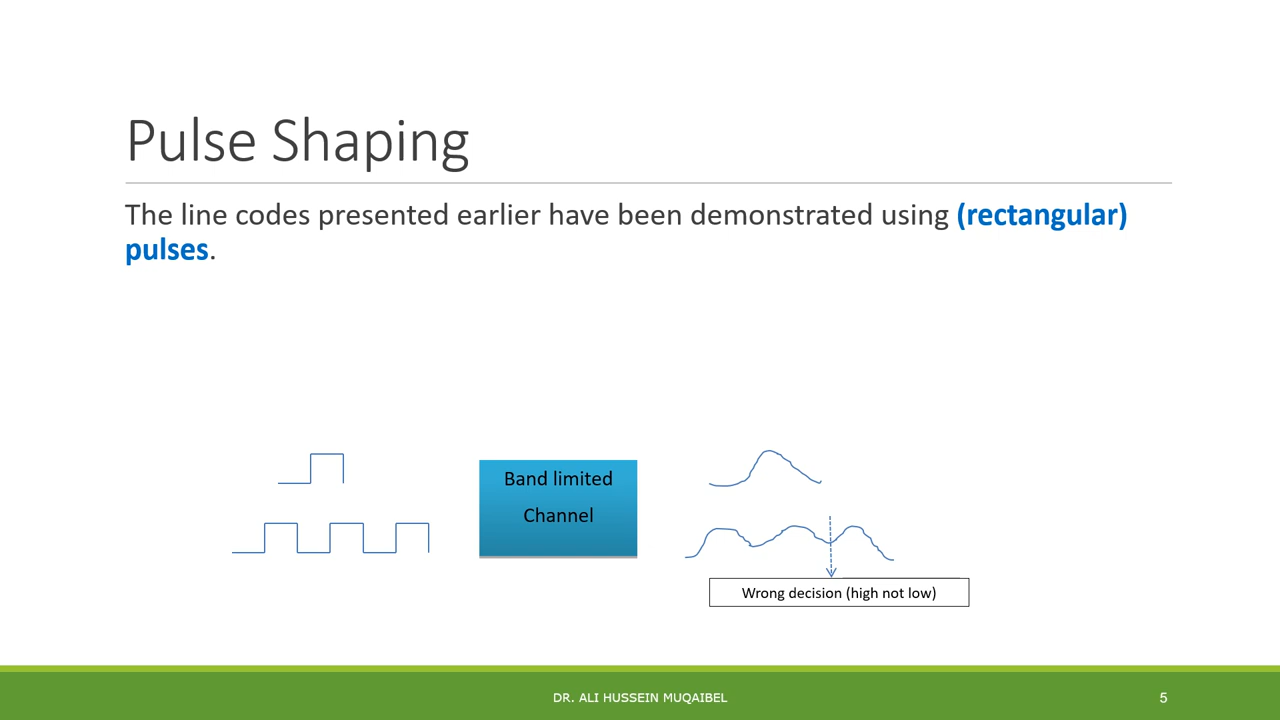 Pulse Shaping
The line codes presented earlier have been demonstrated using (rectangular)
pulses.
Band limited
Channel
Wrong decision (high not low)
DR. ALI HUSSEIN MUQAIBEL
5